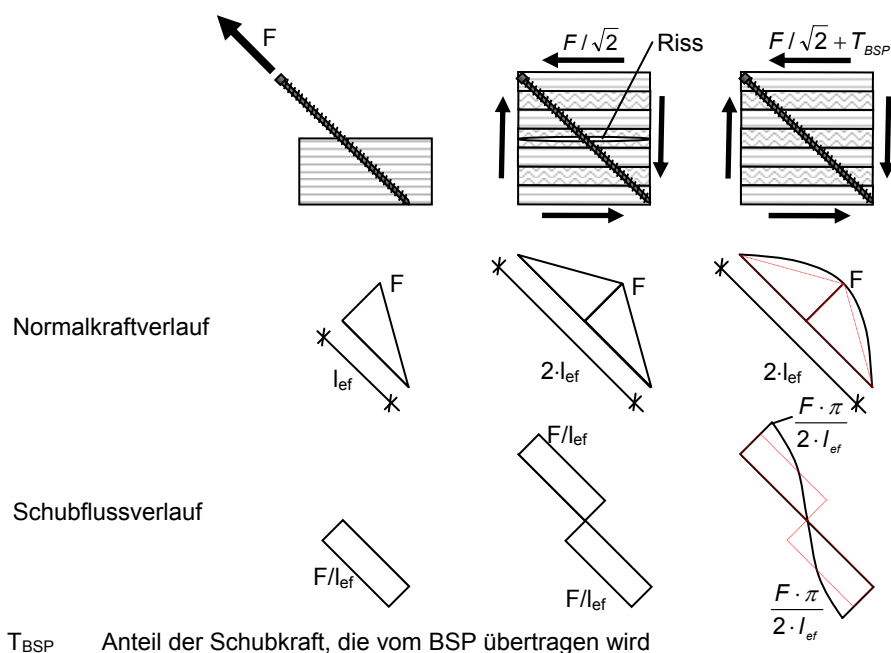 F
F / √2
Riss
F / √2 + T_BSP
Normalkraftverlauf
F
l_ef
F
2·l_ef
F
2·l_ef
Schubflussverlauf
F/l_ef
F/l_ef
F/l_ef
F · π / 2 · l_ef
F · π / 2 · l_ef
T_BSP Anteil der Schubkraft, die vom BSP übertragen wird